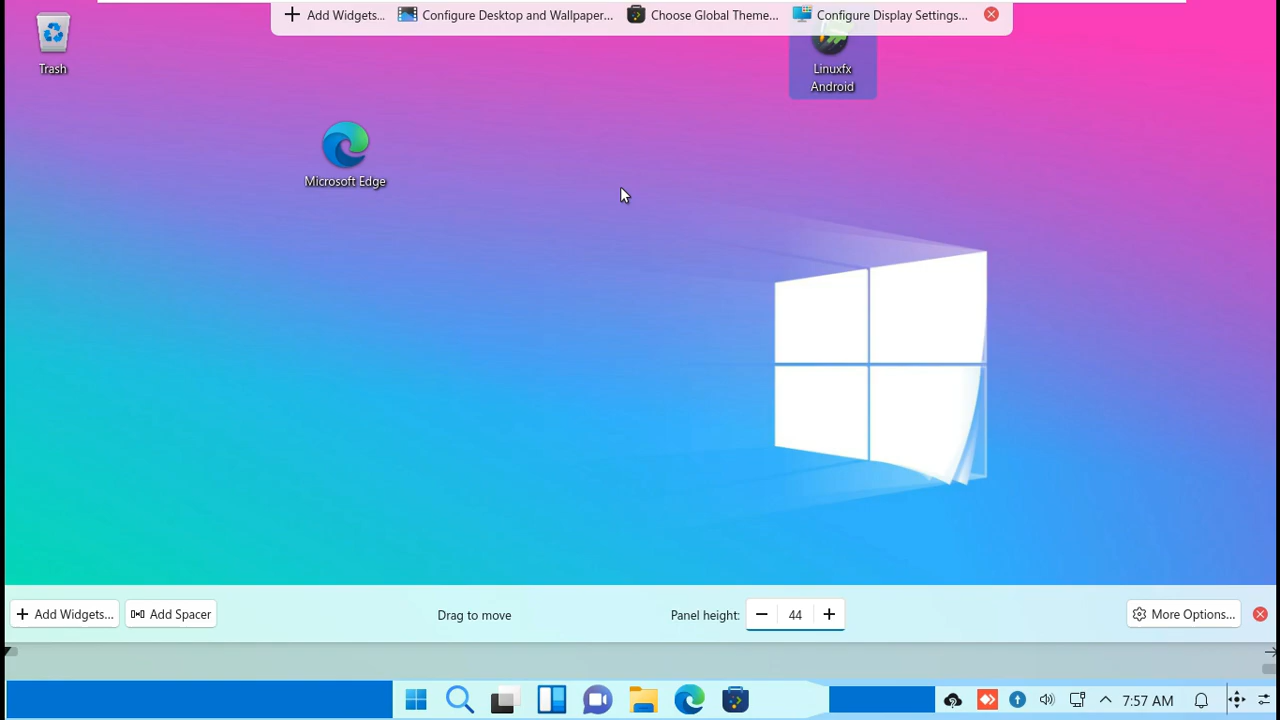 Add Widgets...
Configure Desktop and Wallpaper...
Choose Global Theme...
Configure Display Settings...
Trash
Linuxfx
Android
Microsoft Edge
Add Widgets...
Add Spacer
Drag to move
Panel height:
44
More Options...
7:57 AM